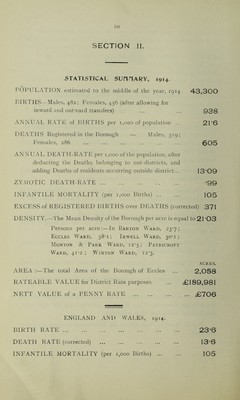 SECTION II.
STATISTICAL SUMMARY, 1914.
POPULATION estimated to the middle of the year, 1914 43,300
BIRTHS—Males, 482; Females, 456 (after allowing for
inward and outward transfers) ... ... ... 938
ANNUAL RATE of BIRTHS per 1,000 of population ... 21·6
DEATHS Registered in the Borough — Males, 319;
Females, 286 ... ... ... ... 605
ANNUAL DEATH-RATE per 1,000 of the population, after
deducting the Deaths belonging to out-districts, and
adding Deaths of residents occurring outside district... 13·09
ZYMOTIC DEATH-RATE ... ... ... ... ·99
INFANTILE MORTALITY (per 1,000 Births) ... ... 105
EXCESS of REGISTERED BIRTHS over DEATHS (corrected) 371
DENSITY.—The Mean Density of the Borough per acre is equal to 21·03
Persons per acre:—In Barton Ward, 23·7;
Eccles Ward, 38·1; Irwell Ward, 30·1;
Monton & Park Ward, 12·3; Patricroft
Ward, 41·2; Winton Ward, 12·3.
ACRES.
AREA:—The total Area of the Borough of Eccles ... 2,058
RATEABLE VALUE for District Rate purposes ... £189,981
NETT VALUE of a PENNY RATE ... ... ... £706
ENGLAND AND WALES, 1914.
BIRTH RATE ... ... ... ... ... ... 23·6
DEATH RATE (corrected) ... ... ... ... ... 13·6
INFANTILE MORTALITY (per 1,000 Births) ... ... 105